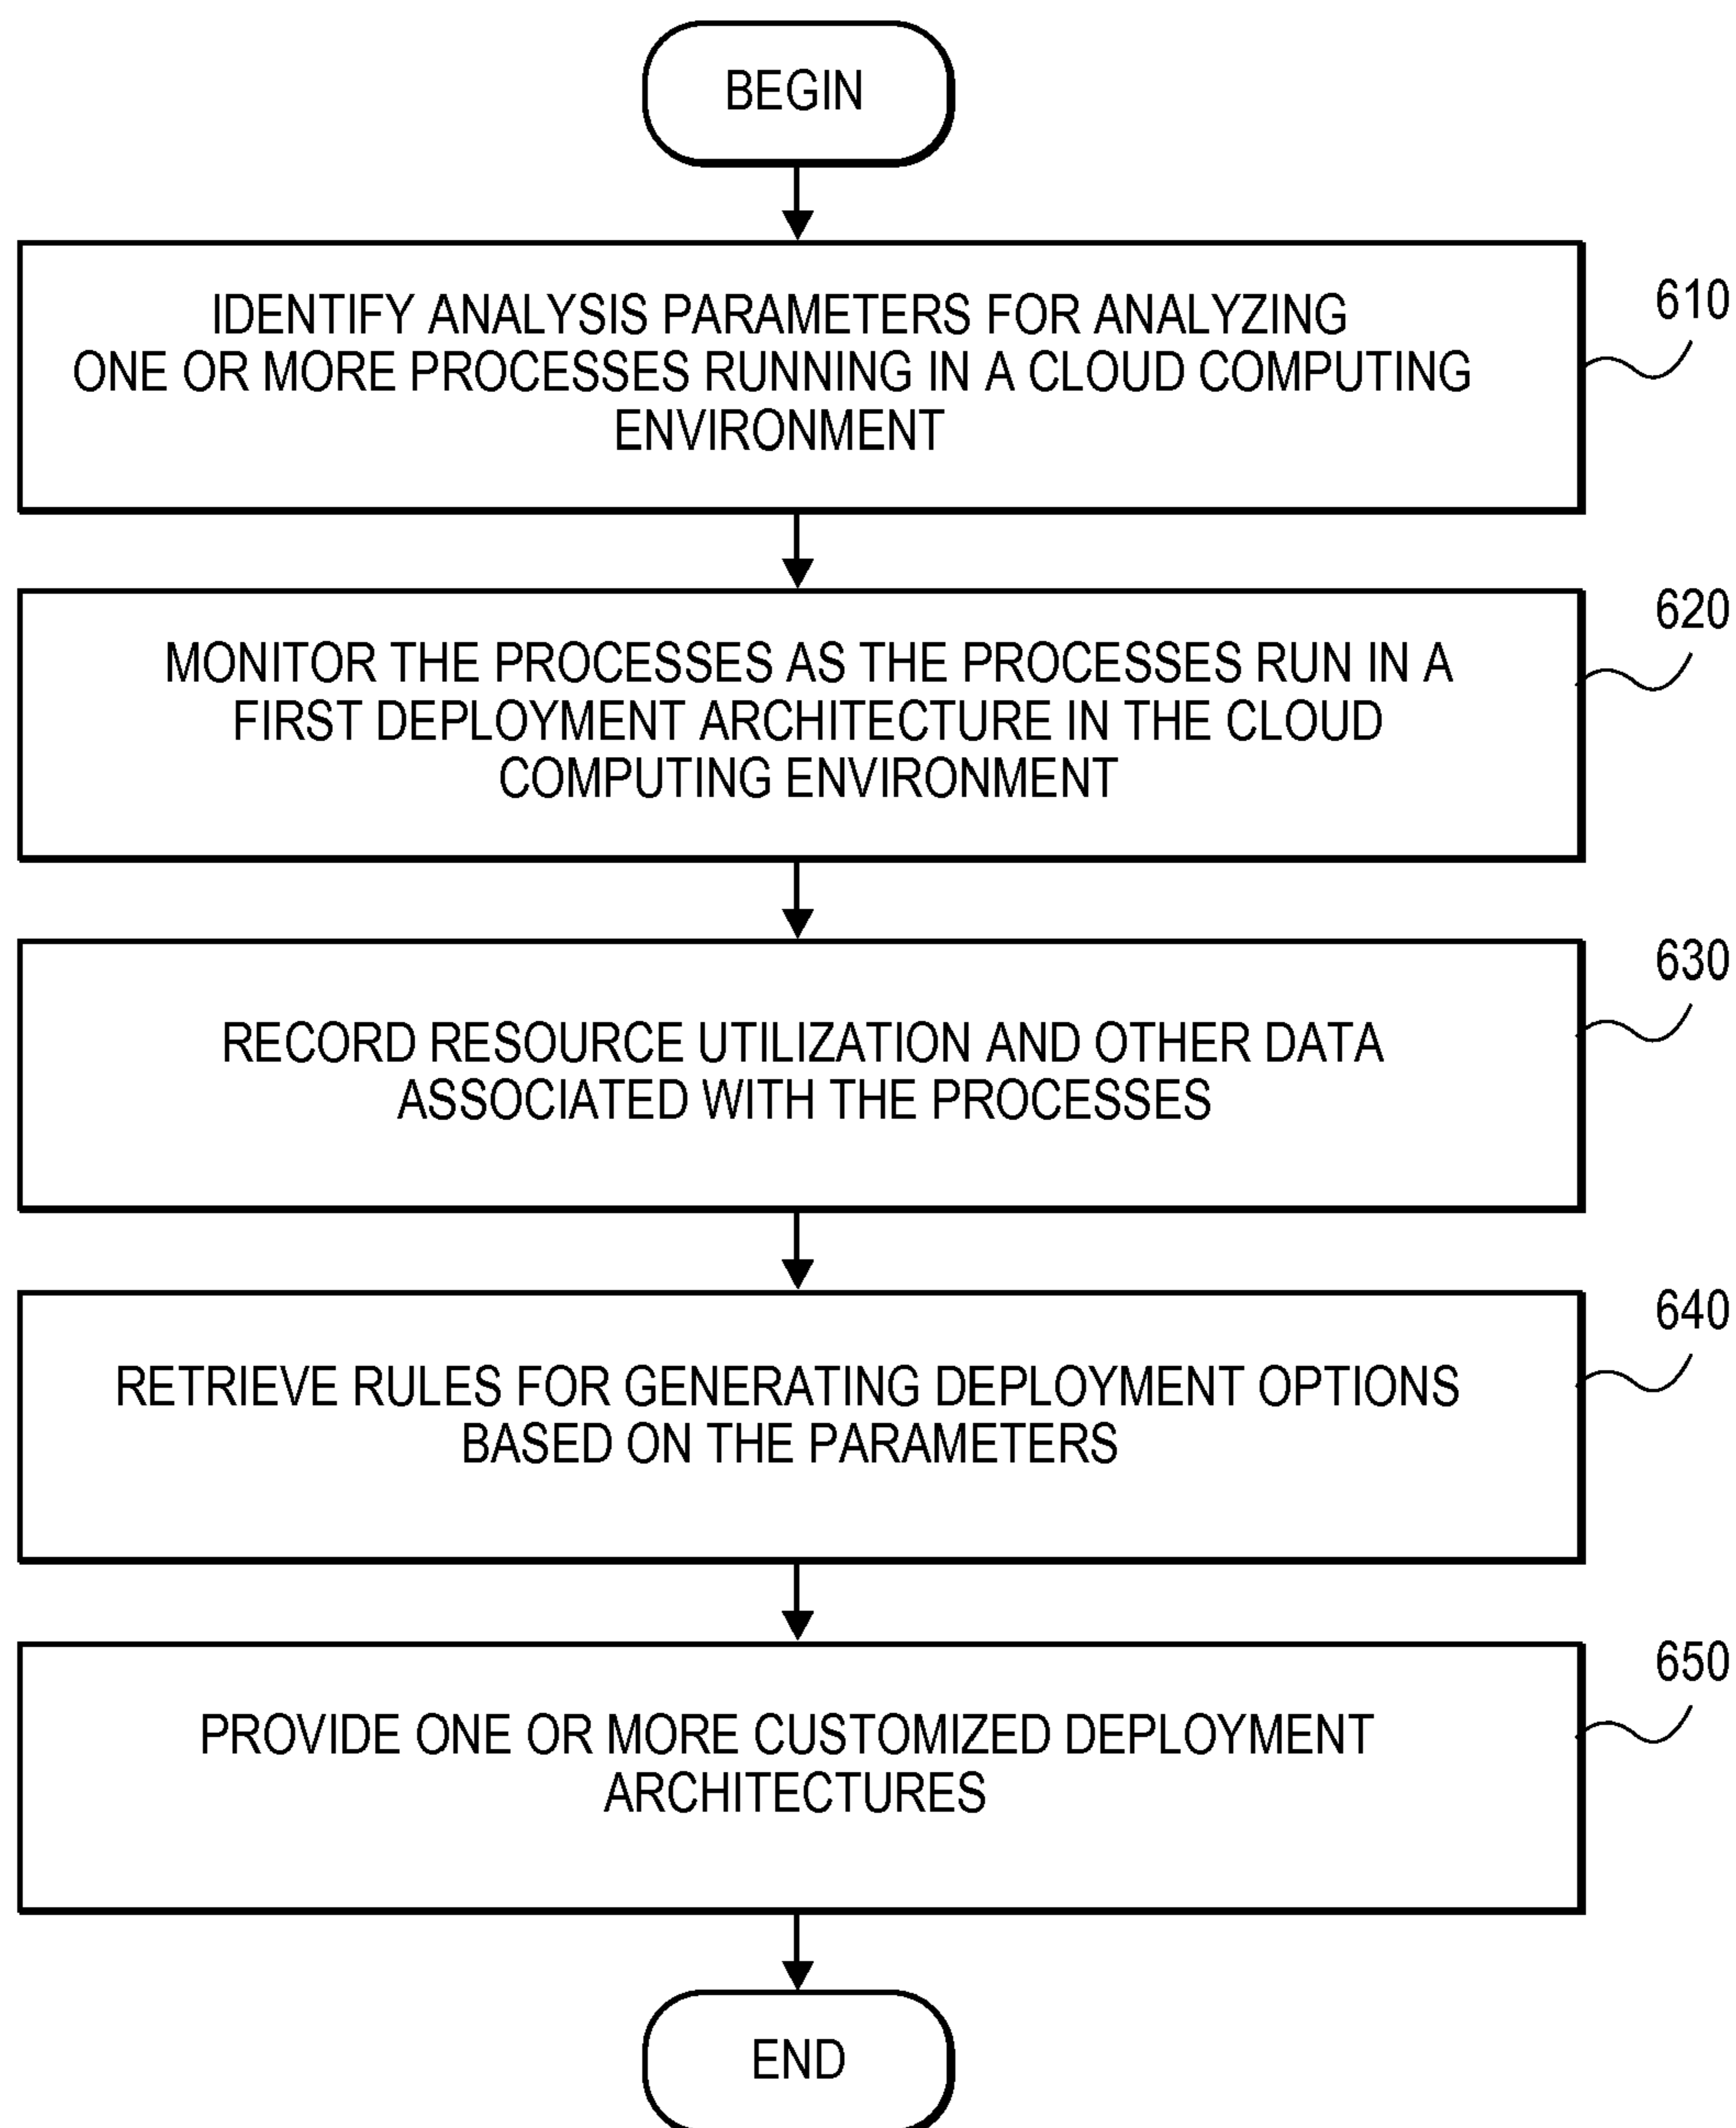 BEGIN
IDENTIFY ANALYSIS PARAMETERS FOR ANALYZING
ONE OR MORE PROCESSES RUNNING IN A CLOUD COMPUTING
ENVIRONMENT
610
MONITOR THE PROCESSES AS THE PROCESSES RUN IN A
FIRST DEPLOYMENT ARCHITECTURE IN THE CLOUD
COMPUTING ENVIRONMENT
620
RECORD RESOURCE UTILIZATION AND OTHER DATA
ASSOCIATED WITH THE PROCESSES
630
RETRIEVE RULES FOR GENERATING DEPLOYMENT OPTIONS
BASED ON THE PARAMETERS
640
PROVIDE ONE OR MORE CUSTOMIZED DEPLOYMENT
ARCHITECTURES
650
END